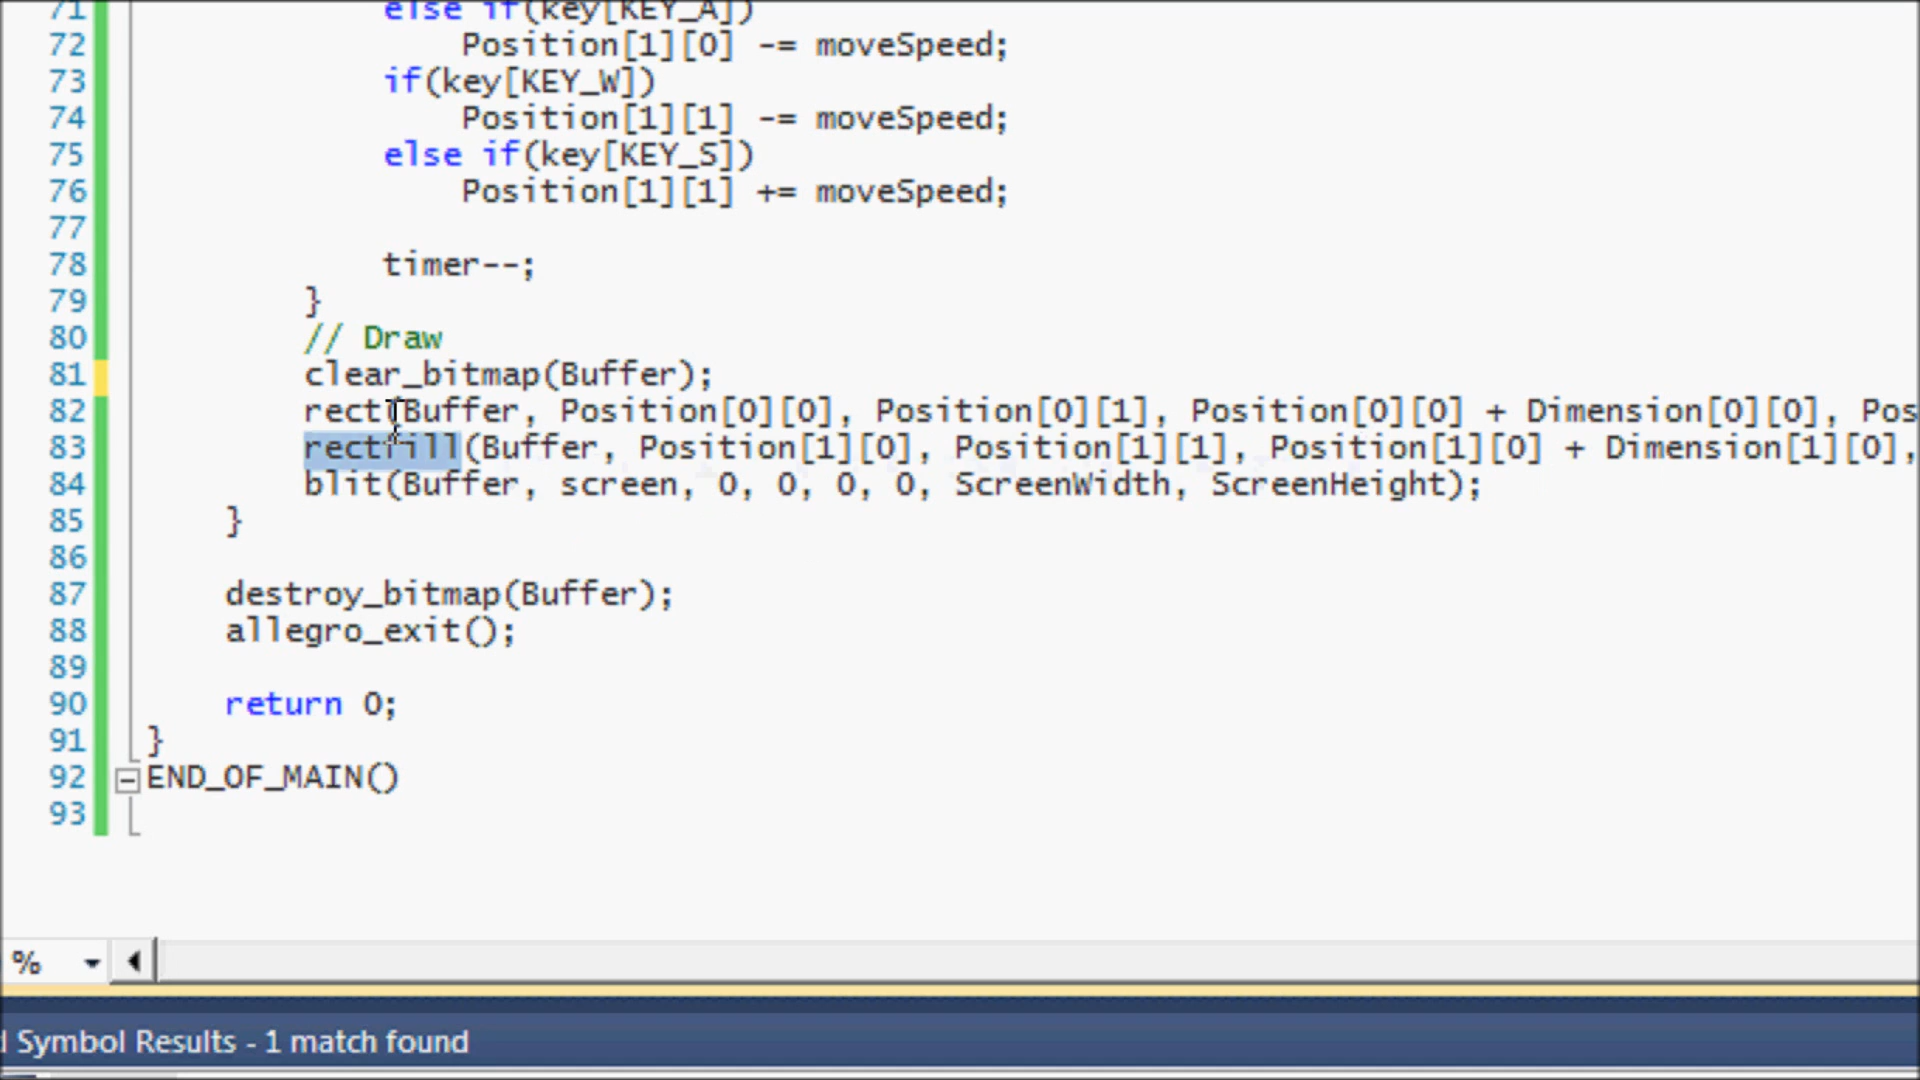 71 else if(key[KEY_A])
72 Position[1][0] -= moveSpeed;
73 if(key[KEY_W])
74 Position[1][1] -= moveSpeed;
75 else if(key[KEY_S])
76 Position[1][1] += moveSpeed;
77
78 timer--;
79 }
80 // Draw
81 clear_bitmap(Buffer);
82 rect(Buffer, Position[0][0], Position[0][1], Position[0][0] + Dimension[0][0], Pos
83 rectfill(Buffer, Position[1][0], Position[1][1], Position[1][0] + Dimension[1][0],
84 blit(Buffer, screen, 0, 0, 0, 0, ScreenWidth, ScreenHeight);
85 }
86
87 destroy_bitmap(Buffer);
88 allegro_exit();
89
90 return 0;
91 }
92 END_OF_MAIN()
93
%
d Symbol Results - 1 match found